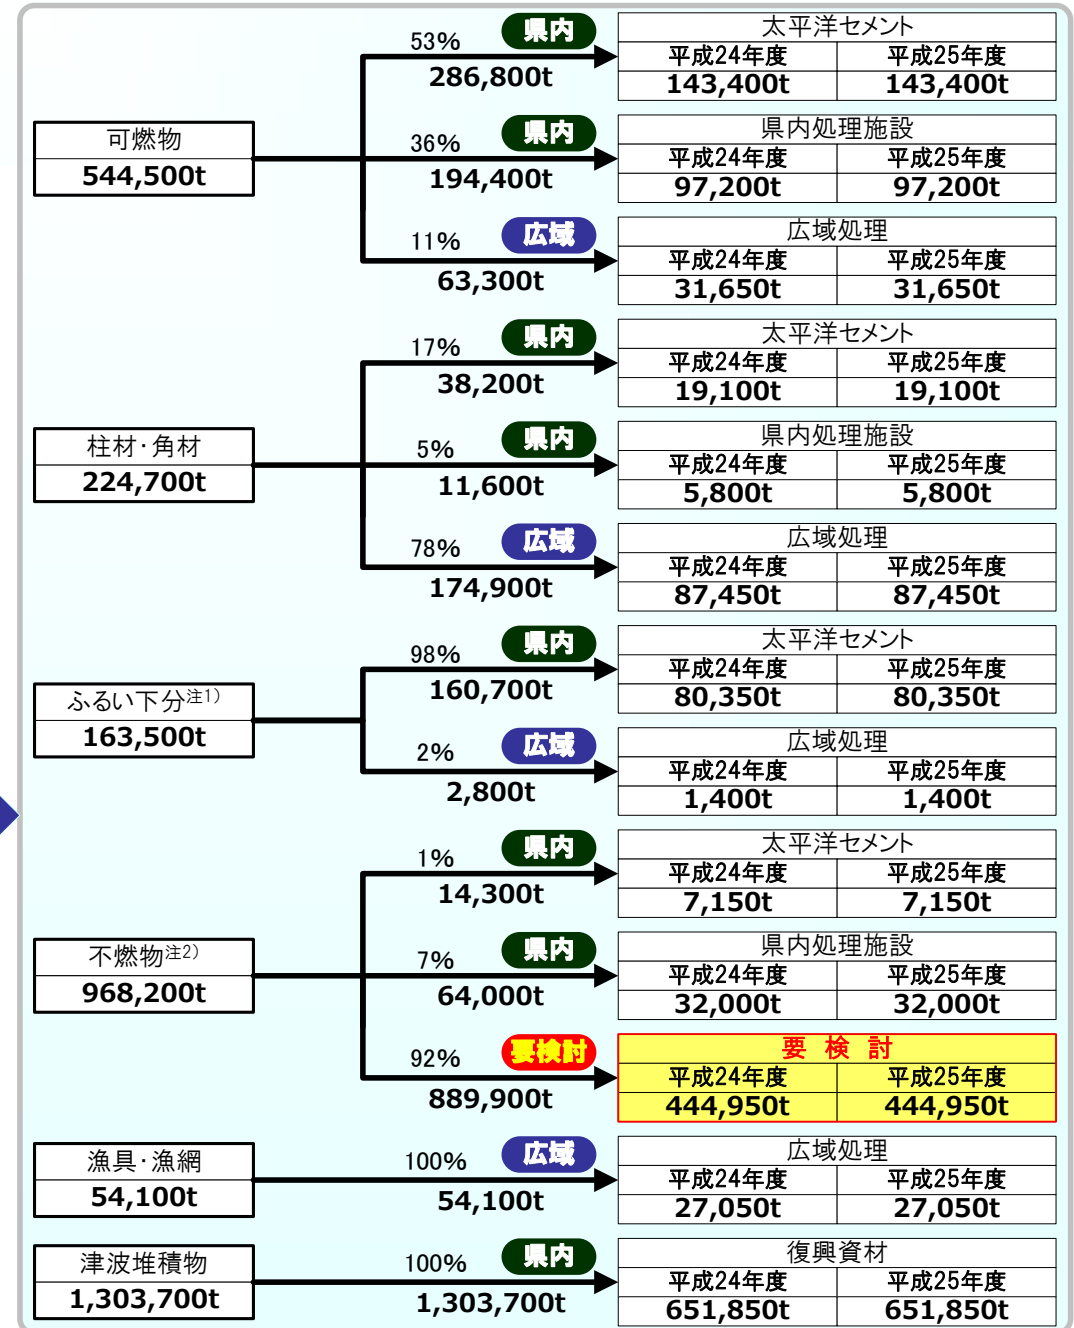 53%
県内
286,800t
太平洋セメント
平成24年度 平成25年度
143,400t 143,400t
可燃物
544,500t
36%
県内
194,400t
県内処理施設
平成24年度 平成25年度
97,200t 97,200t
11%
広域
63,300t
広域処理
平成24年度 平成25年度
31,650t 31,650t
17%
県内
38,200t
太平洋セメント
平成24年度 平成25年度
19,100t 19,100t
柱材・角材
224,700t
5%
県内
11,600t
県内処理施設
平成24年度 平成25年度
5,800t 5,800t
78%
広域
174,900t
広域処理
平成24年度 平成25年度
87,450t 87,450t
98%
県内
160,700t
太平洋セメント
平成24年度 平成25年度
80,350t 80,350t
ふるい下分注1)
163,500t
2%
広域
2,800t
広域処理
平成24年度 平成25年度
1,400t 1,400t
1%
県内
14,300t
太平洋セメント
平成24年度 平成25年度
7,150t 7,150t
不燃物注2)
968,200t
7%
県内
64,000t
県内処理施設
平成24年度 平成25年度
32,000t 32,000t
92%
要検討
889,900t
要 検 討
平成24年度 平成25年度
444,950t 444,950t
漁具・漁網
54,100t
100%
広域
54,100t
広域処理
平成24年度 平成25年度
27,050t 27,050t
津波堆積物
1,303,700t
100%
県内
1,303,700t
復興資材
平成24年度 平成25年度
651,850t 651,850t